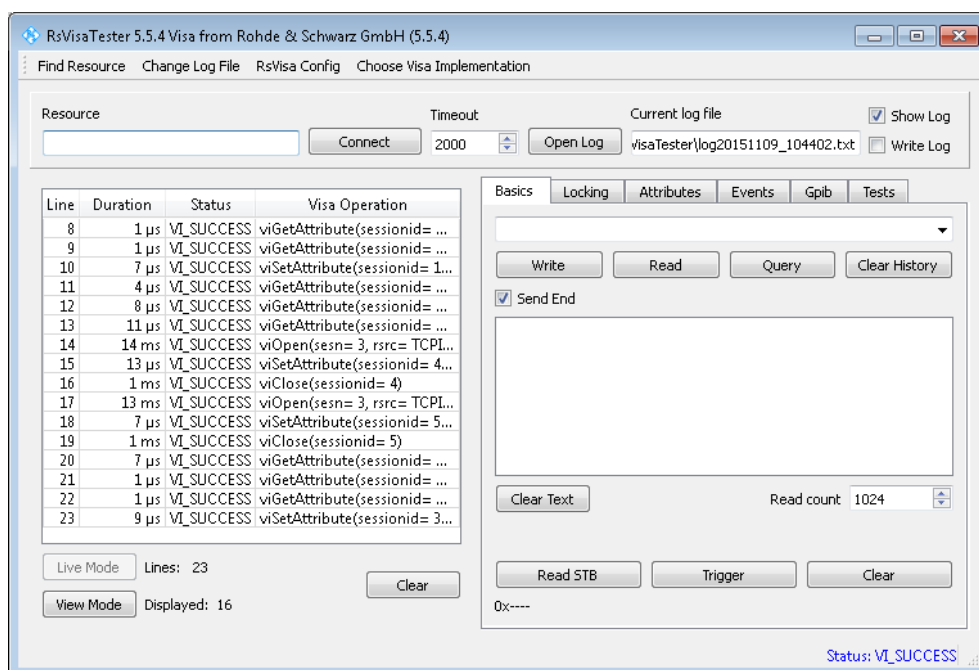 RsVisaTester 5.5.4 Visa from Rohde & Schwarz GmbH (5.5.4)
Find Resource Change Log File RsVisa Config Choose Visa Implementation
Resource Timeout Current log file Show Log
Connect 2000 Open Log visaTester\log20151109_104402.txt Write Log
Line Duration Status Visa Operation
8 1 µs VI_SUCCESS viGetAttribute(sessionid= ...
9 1 µs VI_SUCCESS viGetAttribute(sessionid= ...
10 7 µs VI_SUCCESS viSetAttribute(sessionid= 1...
11 4 µs VI_SUCCESS viGetAttribute(sessionid= ...
12 8 µs VI_SUCCESS viGetAttribute(sessionid= ...
13 11 µs VI_SUCCESS viGetAttribute(sessionid= ...
14 14 ms VI_SUCCESS viOpen(sesn= 3, rsrc= TCPI...
15 13 µs VI_SUCCESS viSetAttribute(sessionid= 4...
16 1 ms VI_SUCCESS viClose(sessionid= 4)
17 13 ms VI_SUCCESS viOpen(sesn= 3, rsrc= TCPI...
18 7 µs VI_SUCCESS viSetAttribute(sessionid= 5...
19 1 ms VI_SUCCESS viClose(sessionid= 5)
20 7 µs VI_SUCCESS viGetAttribute(sessionid= ...
21 1 µs VI_SUCCESS viGetAttribute(sessionid= ...
22 1 µs VI_SUCCESS viGetAttribute(sessionid= ...
23 9 µs VI_SUCCESS viSetAttribute(sessionid= 3...
Live Mode Lines: 23
View Mode Displayed: 16
Clear
Basics Locking Attributes Events Gpib Tests
Write Read Query Clear History
Send End
Clear Text Read count 1024
Read STB Trigger Clear
0x----
Status: VI_SUCCESS